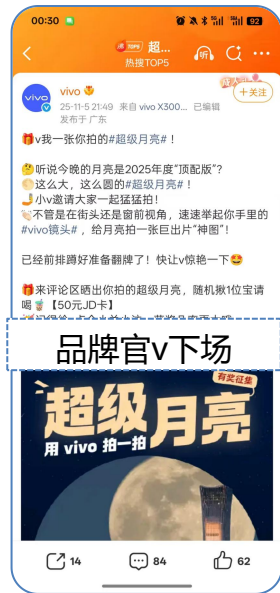 00:30
92
热 TOP5 超...
热搜TOP5
听
vivo
vivo
+关注
25-11-5 21:49 来自 vivo X300... 已编辑
发布于 广东
🎁v我一张你拍的#超级月亮#！
🤔听说今晚的月亮是2025年度“顶配版”？
🌕这么大，这么圆的#超级月亮#！
🤳小v邀请大家一起猛猛拍！
👏🏻不管是在街头还是窗前视角，速速举起你手里的
#vivo镜头#，给月亮拍一张巨出片“神图”！
已经前排蹲好准备翻牌了！快让v惊艳一下🤩
🎁来评论区晒出你拍的超级月亮，随机揪1位宝请
喝🧋【50元JD卡】
品牌官v下场
有奖征集
超级月亮
用 vivo 拍一拍
14
84
62